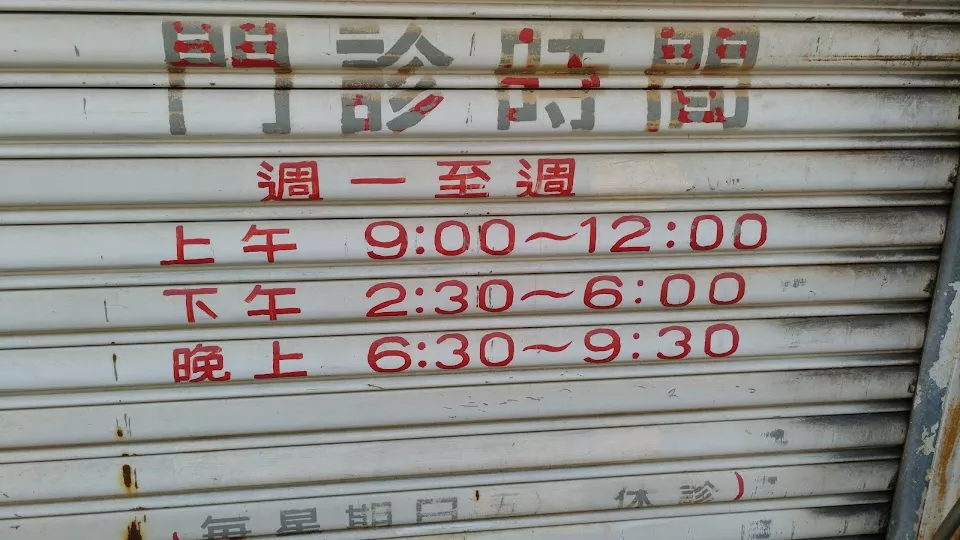 門診時間
週一至週
上午 9:00～12:00
下午 2:30～6:00
晚上 6:30～9:30
每星期日 休診)